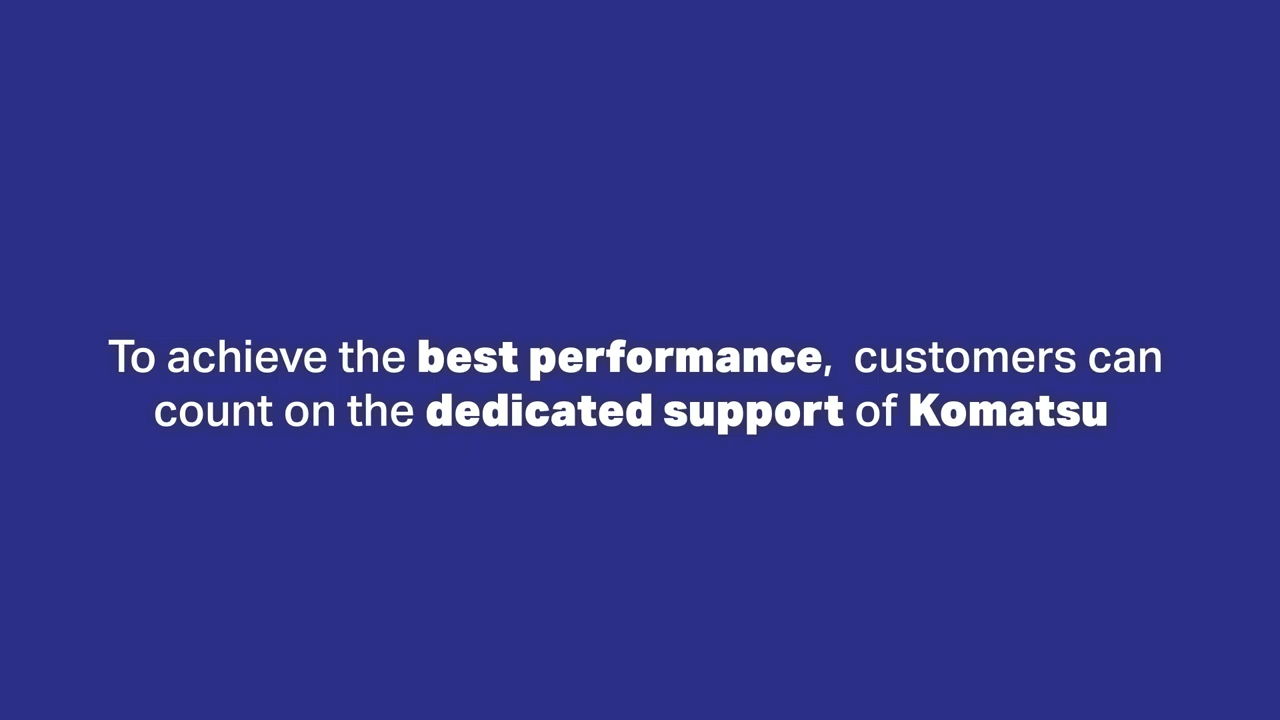 To achieve the best performance,  customers can
count on the dedicated support of Komatsu